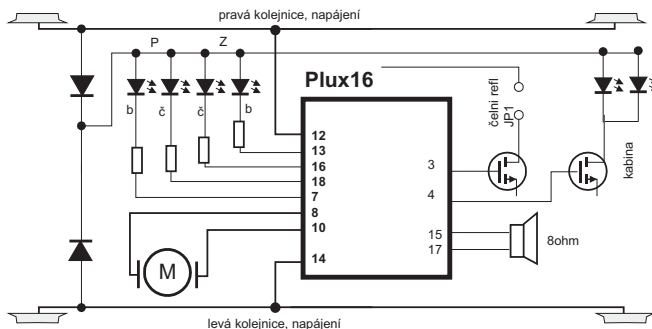 pravá kolejnice, napájení
P Z
Plux16
b č č b
čelní refl
JP1
kabina
12
13
16
18
7
8
10
14
3
4
15
17
8ohm
M
levá kolejnice, napájení